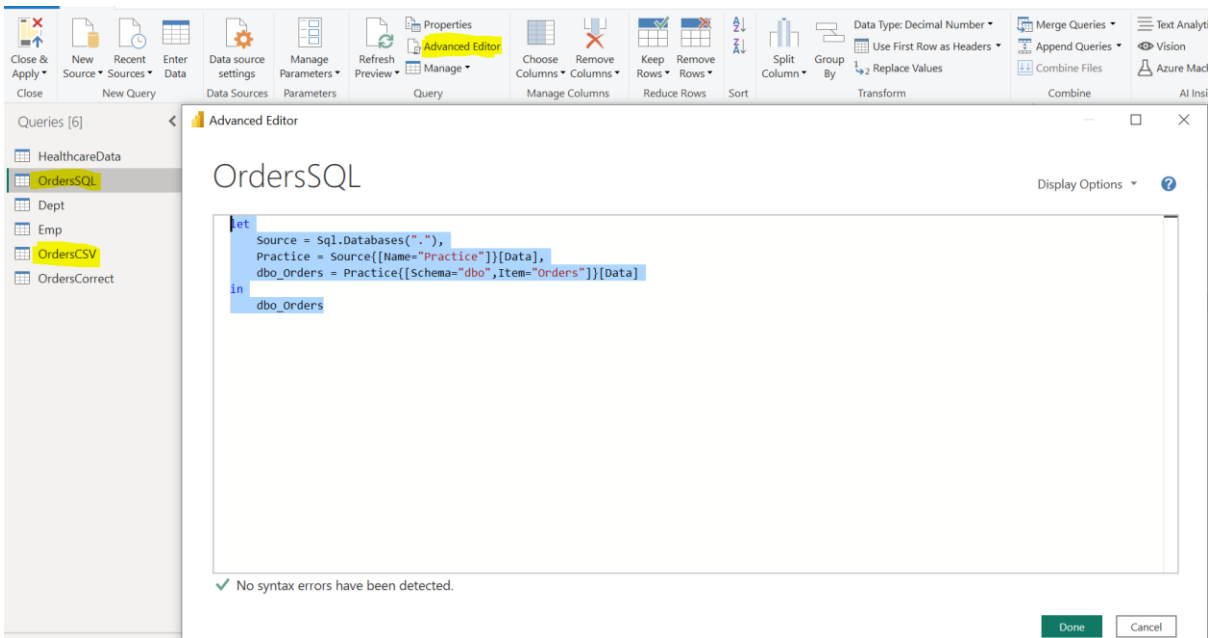 Close &
Apply
New
Source
Recent
Sources
Enter
Data
Data source
settings
Manage
Parameters
Refresh
Preview
Properties
Advanced Editor
Manage
Choose
Columns
Remove
Columns
Keep
Rows
Remove
Rows
Split
Column
Group
By
Data Type: Decimal Number
Use First Row as Headers
Replace Values
Merge Queries
Append Queries
Combine Files
Text Analyti
Vision
Azure Mach
Close
New Query
Data Sources
Parameters
Query
Manage Columns
Reduce Rows
Sort
Transform
Combine
AI Insi
Queries [6]
HealthcareData
OrdersSQL
Dept
Emp
OrdersCSV
OrdersCorrect
Advanced Editor
OrdersSQL
Display Options
let
Source = Sql.Databases("."),
Practice = Source{[Name="Practice"]}[Data],
dbo_Orders = Practice{[Schema="dbo",Item="Orders"]}[Data]
in
dbo_Orders
No syntax errors have been detected.
Done
Cancel